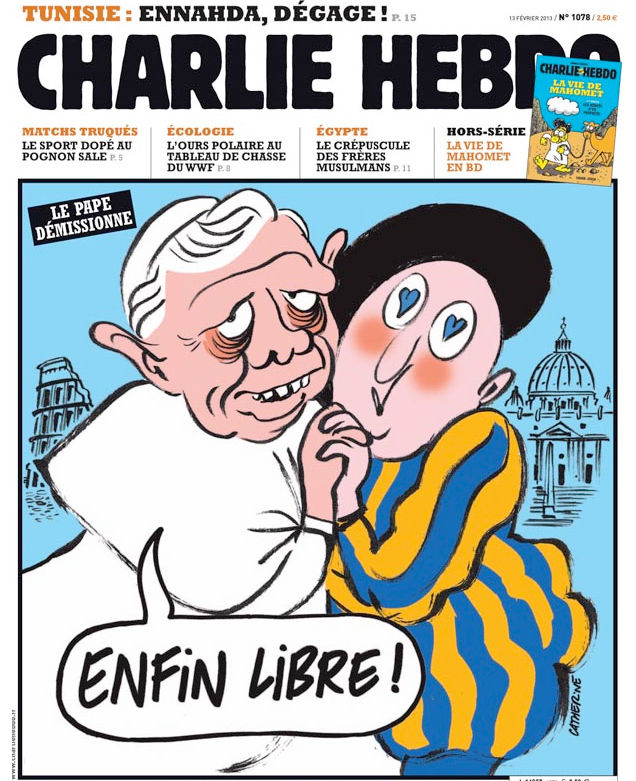 TUNISIE : ENNAHDA, DÉGAGE ! P. 15
13 FÉVRIER 2013 / N° 1078 / 2,50 €
CHARLIE HEBDO
CHARLIE HEBDO
LA VIE DE
MAHOMET
MATCHS TRUQUÉS
LE SPORT DOPÉ AU
POGNON SALE P. 5
ÉCOLOGIE
L'OURS POLAIRE AU
TABLEAU DE CHASSE
DU WWF P. 8
ÉGYPTE
LE CRÉPUSCULE
DES FRÈRES
MUSULMANS P. 11
HORS-SÉRIE
LA VIE DE
MAHOMET
EN BD
LE PAPE
DÉMISSIONNE
ENFIN LIBRE !
CATHERINE